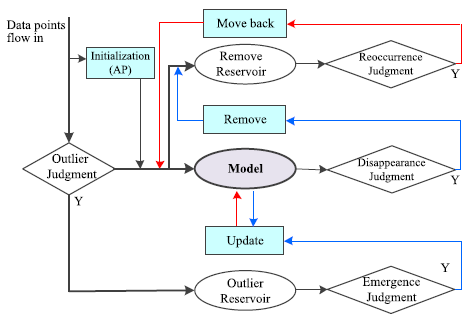 Data points
flow in
Move back
Initialization
(AP)
Remove
Reservoir
Reoccurrence
Judgment
Y
Remove
Outlier
Judgment
Y
Model
Disappearance
Judgment
Y
Update
Outlier
Reservoir
Emergence
Judgment
Y